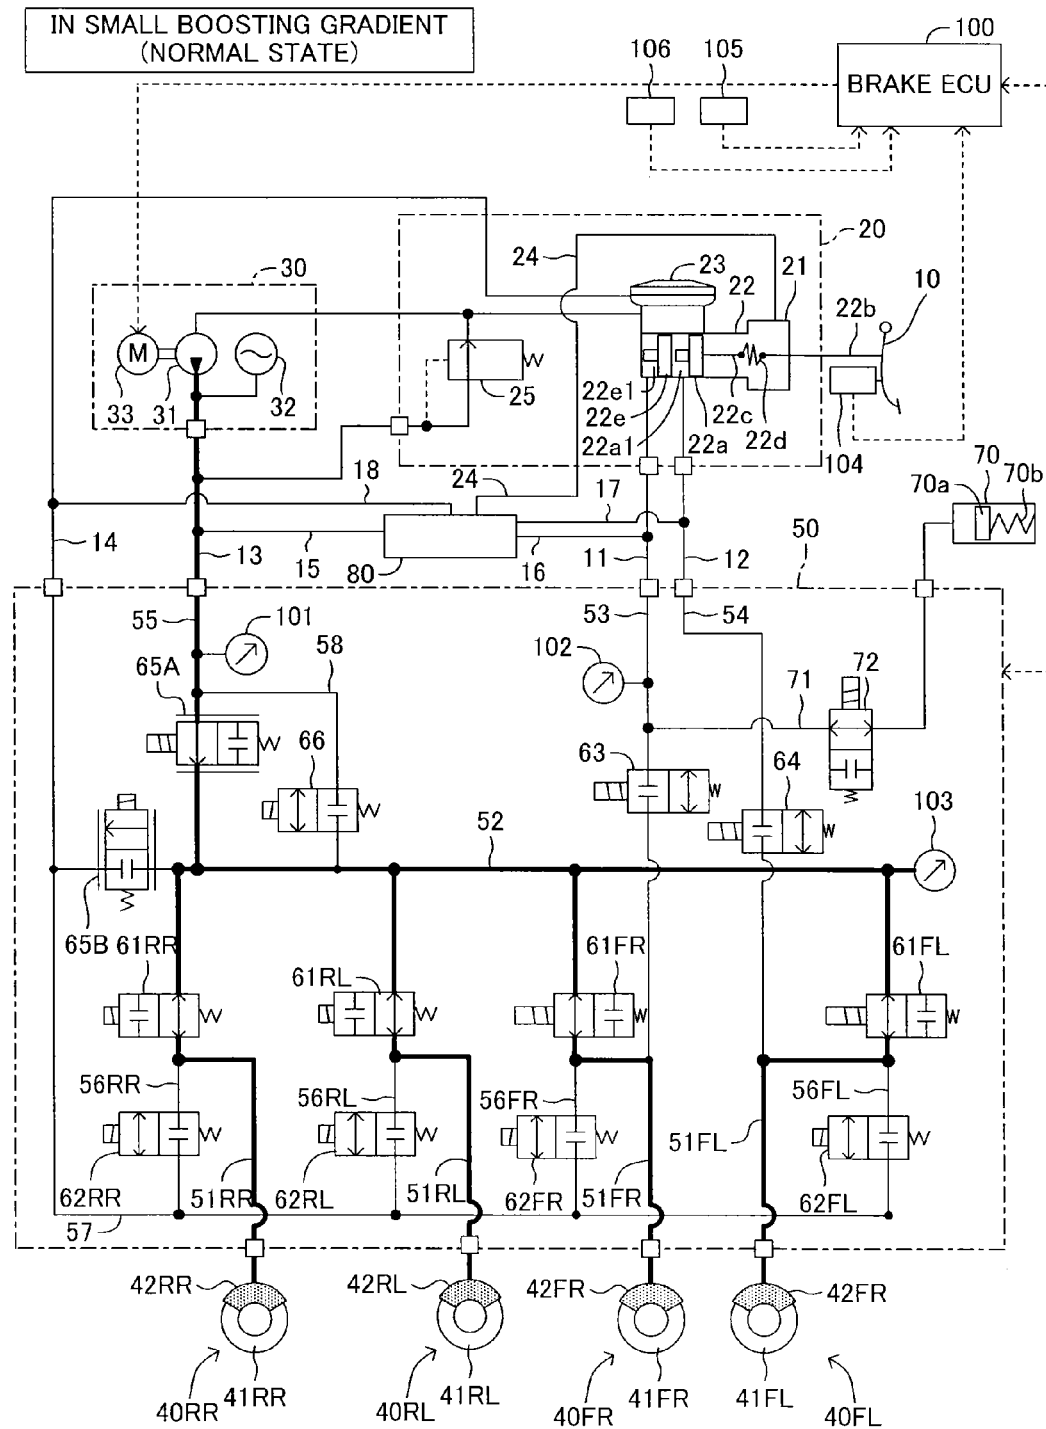 IN SMALL BOOSTING GRADIENT
(NORMAL STATE)
106
105
100
BRAKE ECU
30
24
23
20
21
22
22b
10
M
33
31
32
25
22e1
22e
22a1
22a
22c
22d
104
18
24
17
70
70a
70b
14
13
15
80
16
11
12
50
55
101
58
53
54
102
65A
66
63
71
72
64
52
103
65B
61RR
61RL
61FR
61FL
56RR
56RL
56FR
56FL
51FL
62RR
51RR
62RL
51RL
62FR
51FR
62FL
57
42RR
42RL
42FR
42FR
40RR
41RR
40RL
41RL
40FR
41FR
41FL
40FL